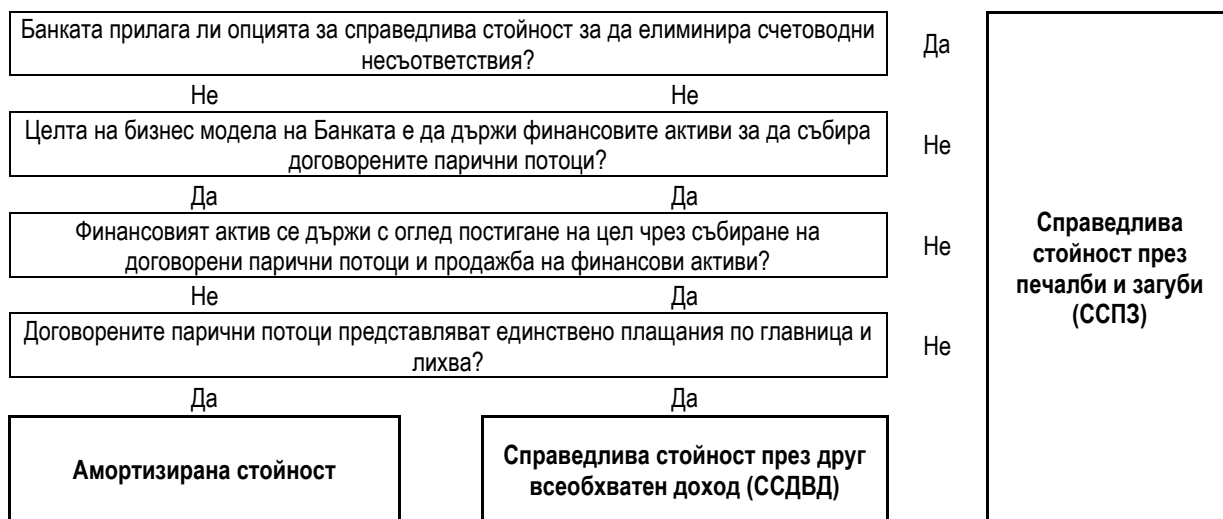 Банката прилага ли опцията за справедлива стойност за да елиминира счетоводни
несъответствия?
Да
Не Не
Целта на бизнес модела на Банката е да държи финансовите активи за да събира
договорените парични потоци?
Не
Да Да
Финансовият актив се държи с оглед постигане на цел чрез събиране на
договорени парични потоци и продажба на финансови активи?
Не
Не Да
Договорените парични потоци представляват единствено плащания по главница и
лихва?
Не
Да Да
Амортизирана стойност
Справедлива стойност през друг
всеобхватен доход (ССДВД)
Справедлива
стойност през
печалби и загуби
(ССПЗ)